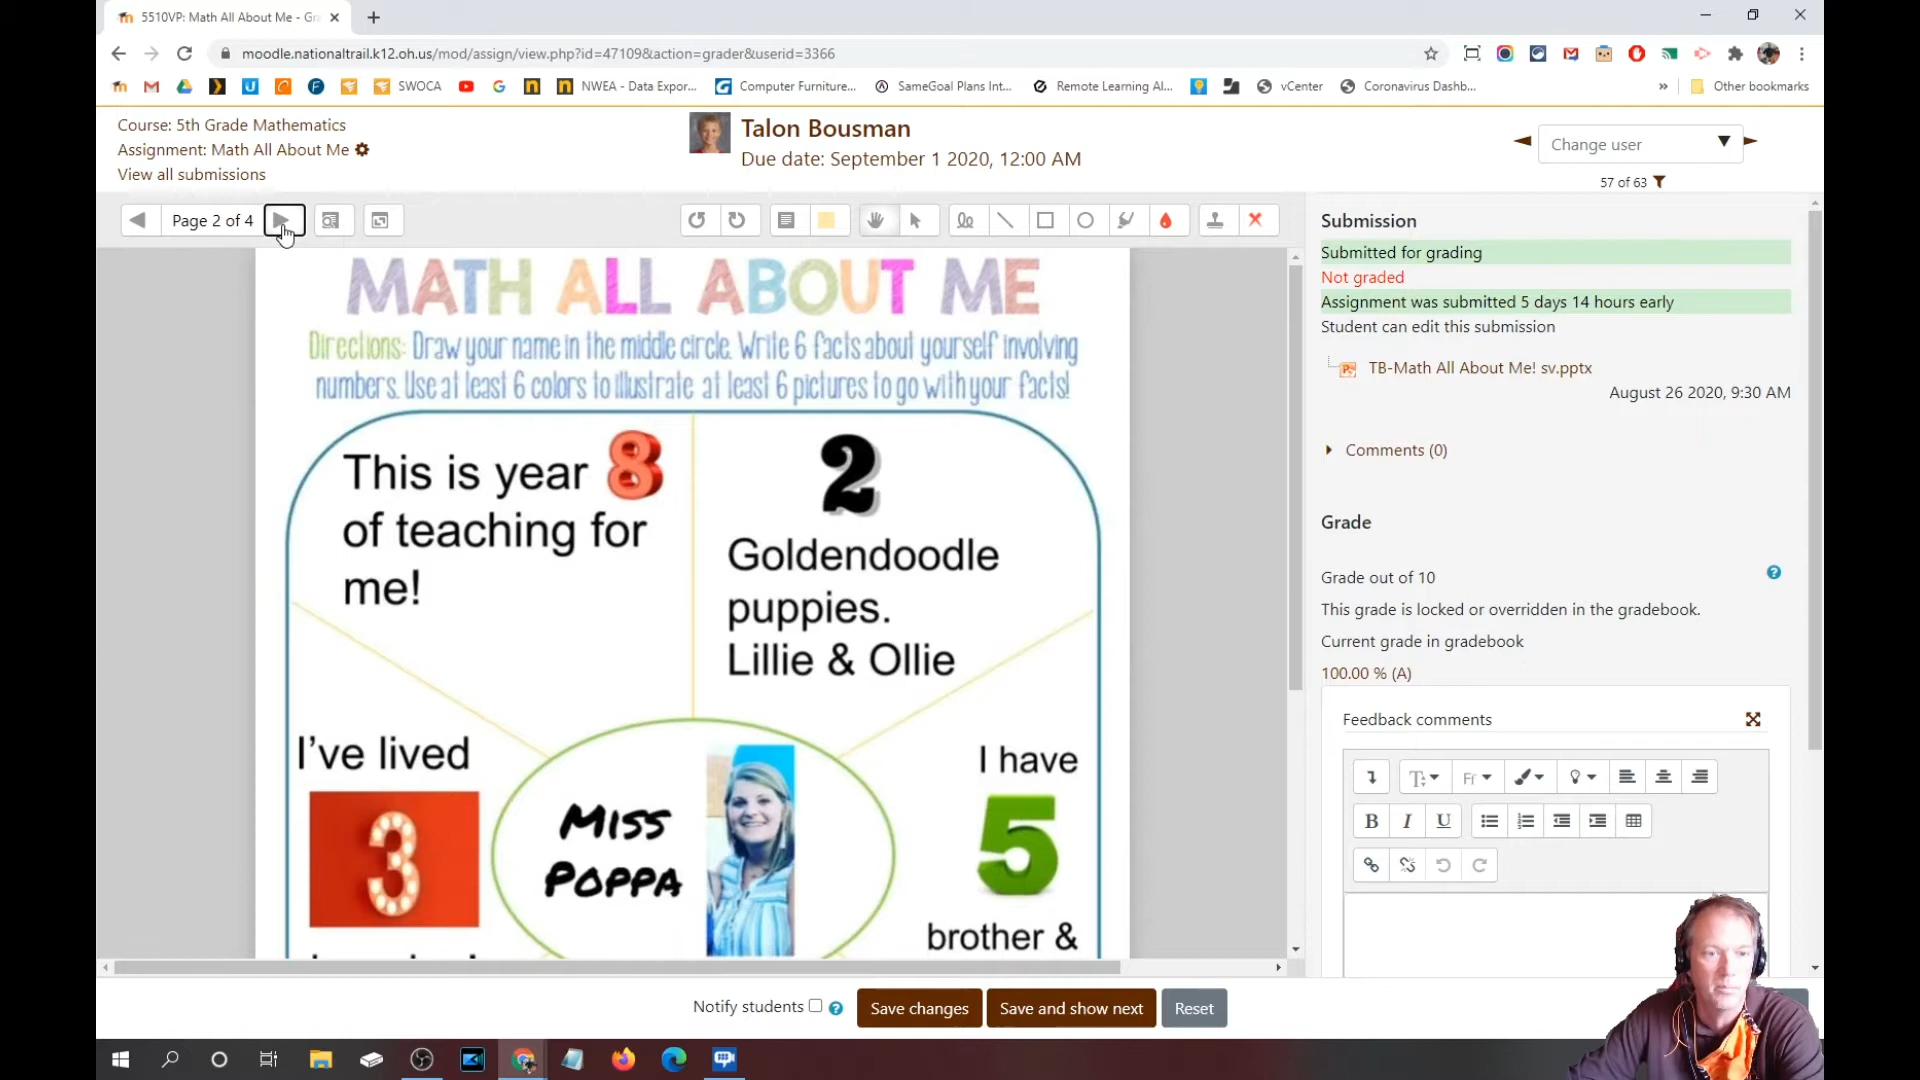 5510VP: Math All About Me - Gr
moodle.nationaltrail.k12.oh.us/mod/assign/view.php?id=47109&action=grader&userid=3366
SWOCA
NWEA - Data Expor...
Computer Furniture...
SameGoal Plans Int...
Remote Learning Al...
vCenter
Coronavirus Dashb...
»
Other bookmarks
Course: 5th Grade Mathematics
Assignment: Math All About Me
View all submissions
Talon Bousman
Due date: September 1 2020, 12:00 AM
Change user
57 of 63
Page 2 of 4
MATH ALL ABOUT ME
Directions: Draw your name in the middle circle. Write 6 facts about yourself involving
numbers. Use at least 6 colors to illustrate at least 6 pictures to go with your facts!
This is year 8
of teaching for
me!
2
Goldendoodle
puppies.
Lillie & Ollie
I've lived
3
MISS
POPPA
I have
5
brother &
Submission
Submitted for grading
Not graded
Assignment was submitted 5 days 14 hours early
Student can edit this submission
TB-Math All About Me! sv.pptx
August 26 2020, 9:30 AM
Comments (0)
Grade
Grade out of 10
This grade is locked or overridden in the gradebook.
Current grade in gradebook
100.00 % (A)
Feedback comments
B I U
Notify students
Save changes
Save and show next
Reset